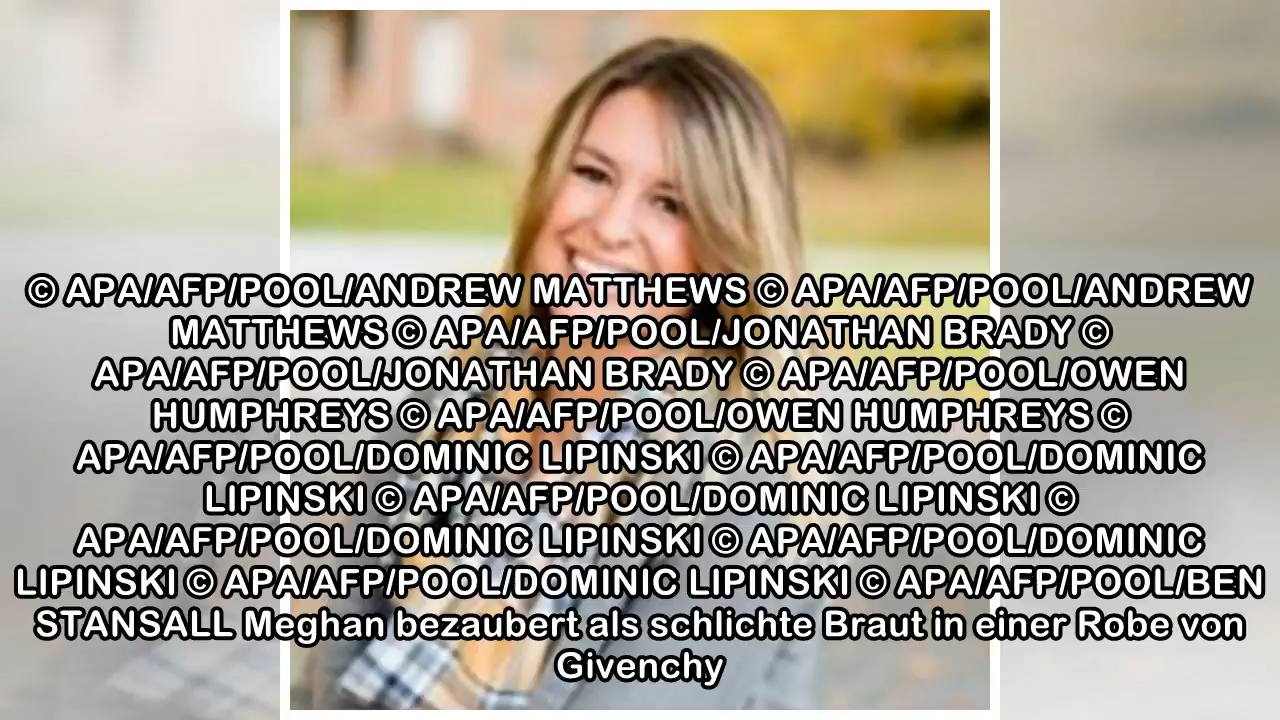 © APA/AFP/POOL/ANDREW MATTHEWS © APA/AFP/POOL/ANDREW
MATTHEWS © APA/AFP/POOL/JONATHAN BRADY ©
APA/AFP/POOL/JONATHAN BRADY © APA/AFP/POOL/OWEN
HUMPHREYS © APA/AFP/POOL/OWEN HUMPHREYS ©
APA/AFP/POOL/DOMINIC LIPINSKI © APA/AFP/POOL/DOMINIC
LIPINSKI © APA/AFP/POOL/DOMINIC LIPINSKI ©
APA/AFP/POOL/DOMINIC LIPINSKI © APA/AFP/POOL/DOMINIC
LIPINSKI © APA/AFP/POOL/DOMINIC LIPINSKI © APA/AFP/POOL/BEN
STANSALL Meghan bezaubert als schlichte Braut in einer Robe von
Givenchy